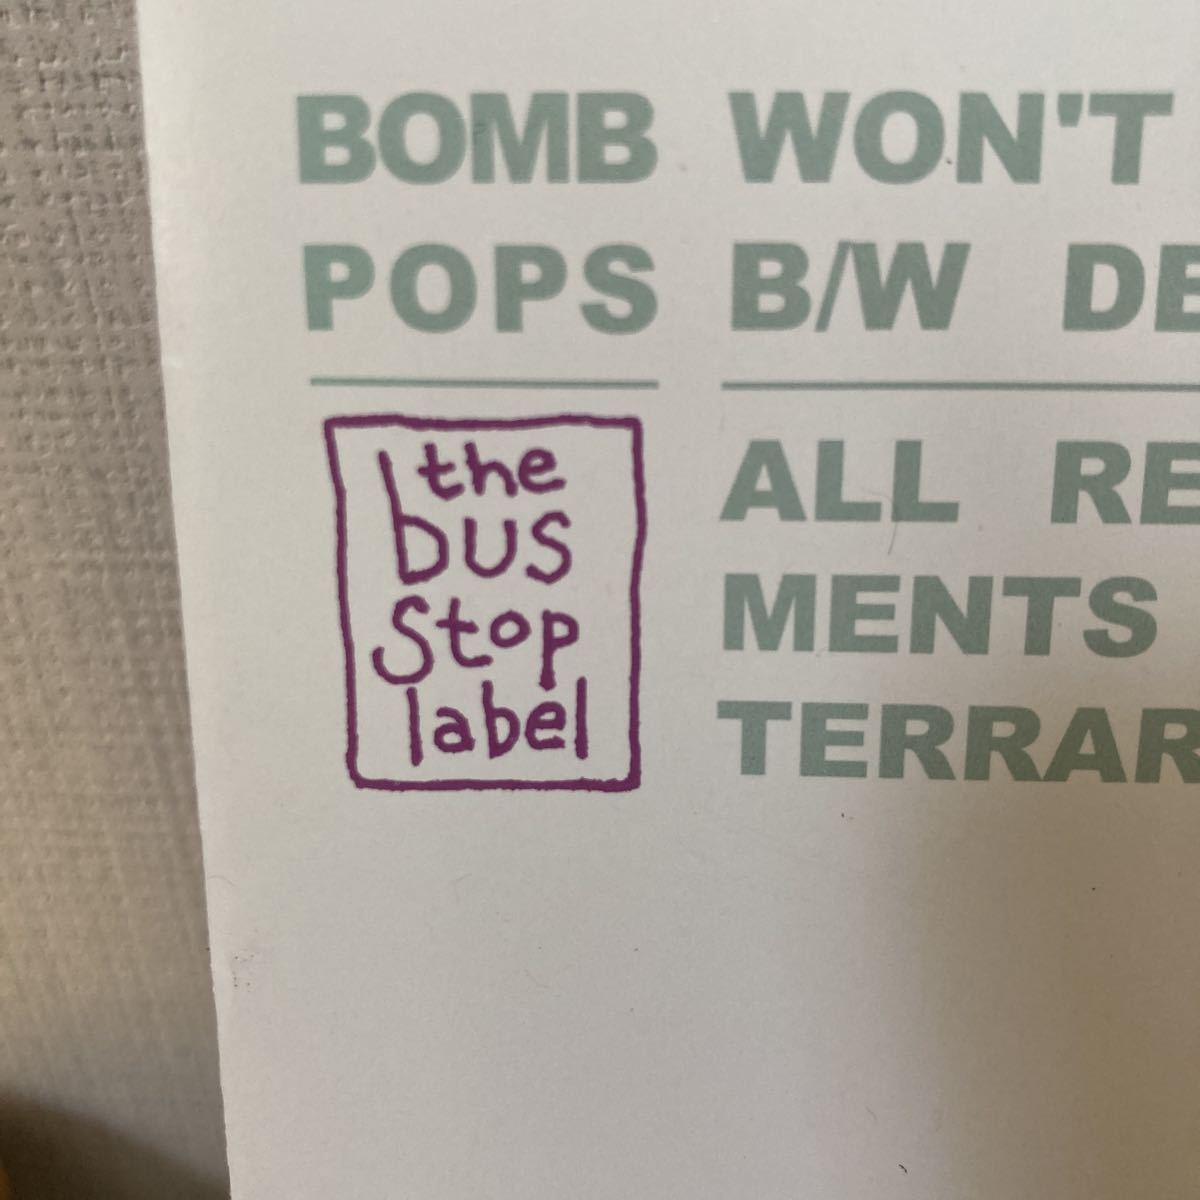 BOMB WON'T
POPS B/W DE
the
bus
Stop
label
ALL RE
MENTS
TERRAR